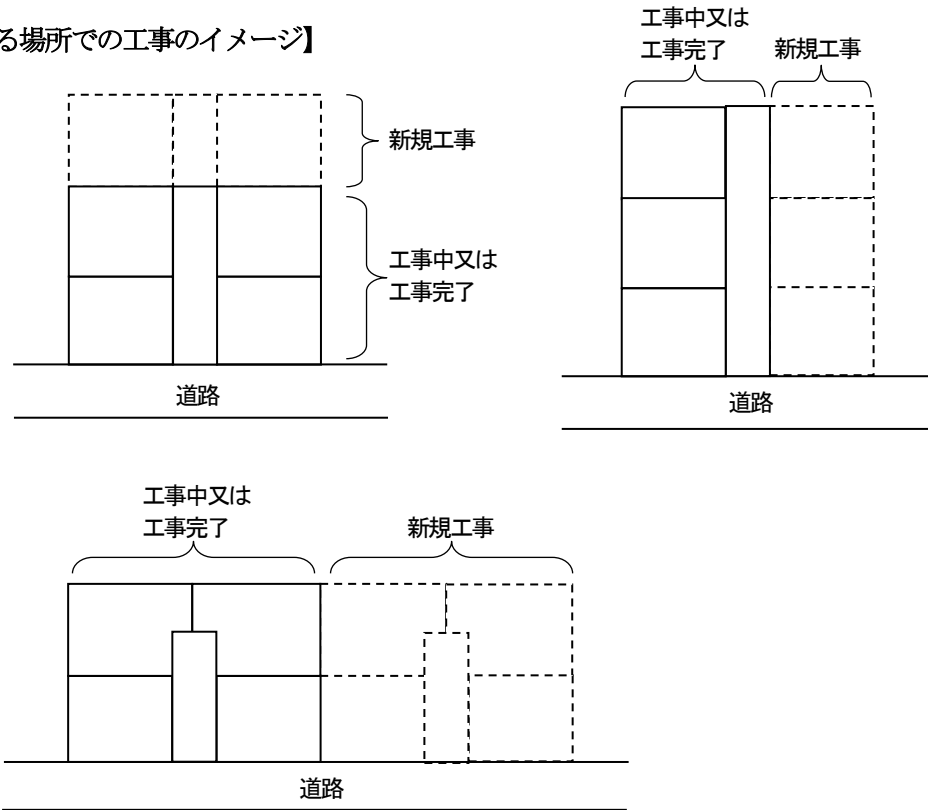 る場所での工事のイメージ】
新規工事
工事中又は
工事完了
道路
工事中又は
工事完了
新規工事
道路
工事中又は
工事完了
新規工事
道路